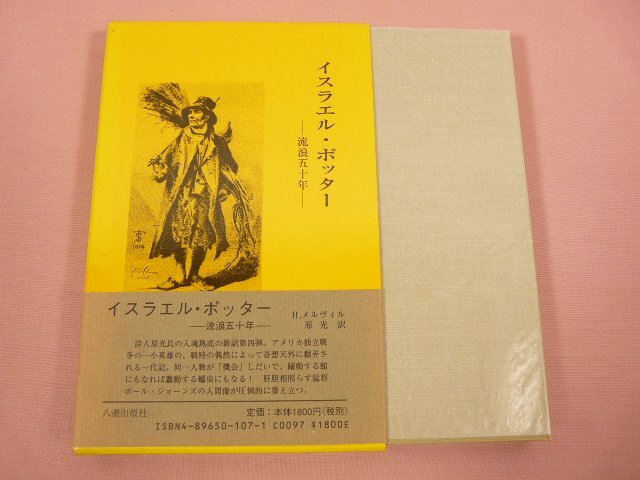 イスラエル・ポッター
―流浪五十年―
1809
イスラエル・ポッター
―流浪五十年―
H.メルヴィル
原光訳
詩人原光氏の入魂熟成の新訳第四弾。アメリカ独立戦
争の一小英雄の、戦時の偶然によって奇想天外に翻弄さ
れる一代記。同一人物が「機会」しだいで、躍動する鮪
にもなれば蠢動する蠕虫にもなる! 肝胆相照らす猛将
ポール・ジョーンズの人間像が圧倒的に聳え立つ。
八潮出版社
定価：本体1800円(税別)
ISBN4-89650-107-1 C0097 ¥1800E